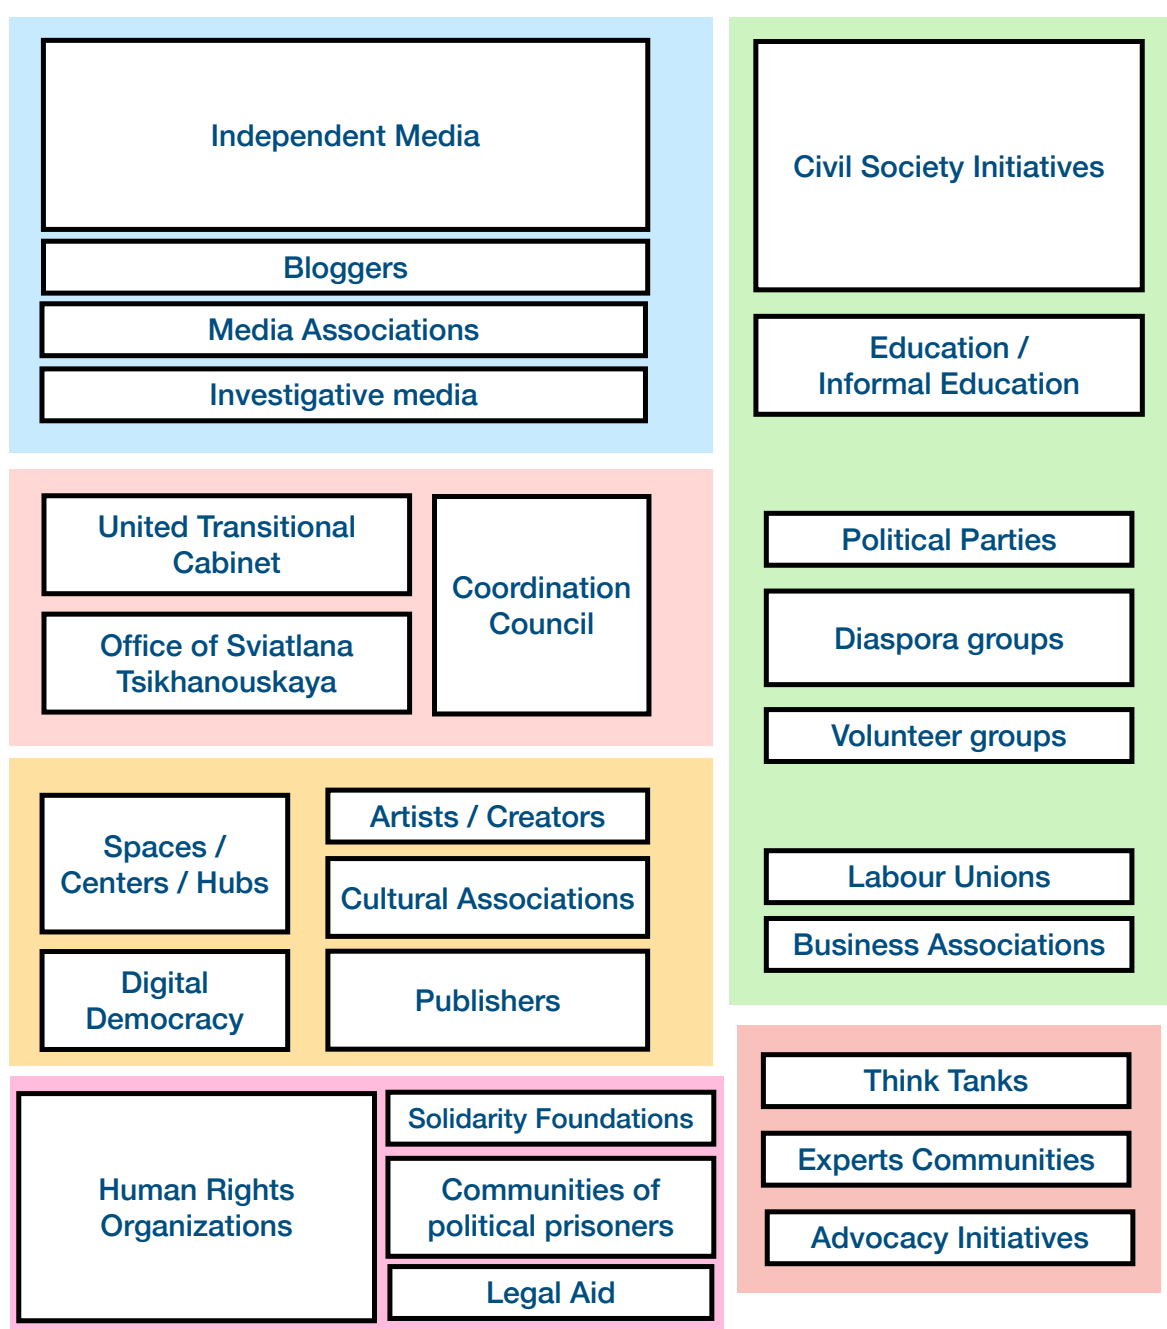 Independent Media
Bloggers
Media Associations
Investigative media
United Transitional
Cabinet
Office of Sviatlana
Tsikhanouskaya
Coordination
Council
Spaces /
Centers / Hubs
Digital
Democracy
Artists / Creators
Cultural Associations
Publishers
Human Rights
Organizations
Solidarity Foundations
Communities of
political prisoners
Legal Aid
Civil Society Initiatives
Education /
Informal Education
Political Parties
Diaspora groups
Volunteer groups
Labour Unions
Business Associations
Think Tanks
Experts Communities
Advocacy Initiatives